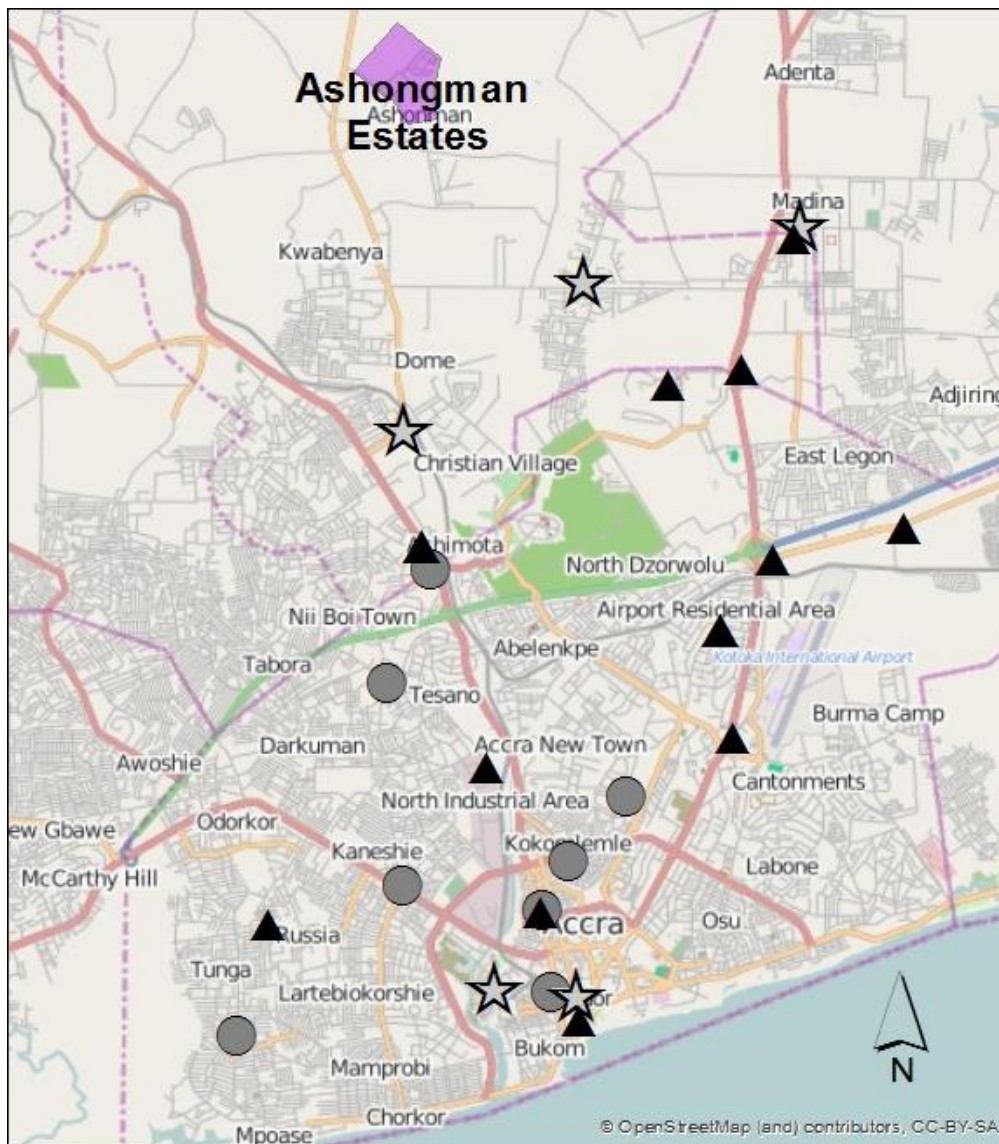 Adenta
Ashongman
Ashonman
Estates
Madina
Kwabenya
Dome
Adjiring
East Legon
Christian Village
North Dzorwolu
Airport Residential Area
Nii Boi Town
Abelenkpe
Kotoka International Airport
Tabora
Tesano
Burma Camp
Darkuman
Accra New Town
Awoshie
Cantonments
North Industrial Area
Odorkor
ew Gbawe
Kaneshie
Labone
McCarthy Hill
Osu
Accra
Russia
Tunga
Lartebiokorshie
Bukom
Mamprobi
N
Chorkor
© OpenStreetMap (and) contributors, CC-BY-SA
Mpoase